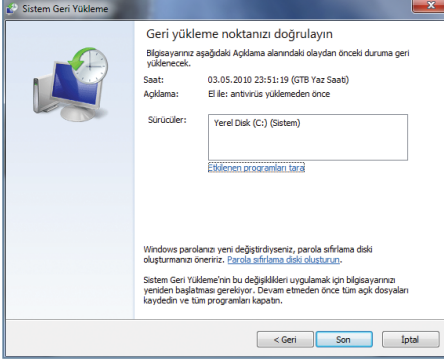 Sistem Geri Yükleme
Geri yükleme noktanızı doğrulayın
Bilgisayarınız aşağıdaki Açıklama alanındaki olaydan önceki duruma geri
yüklenecek.
Saat: 03.05.2010 23:51:19 (GTB Yaz Saati)
Açıklama: El ile: antivirüs yüklemeden önce
Sürücüler: Yerel Disk (C:) (Sistem)
Etkilenen programları tara
Windows parolanızı yeni değiştirdiyseniz, parola sıfırlama diski
oluşturmanızı öneririz. Parola sıfırlama diski oluşturun.
Sistem Geri Yükleme'nin bu değişiklikleri uygulamak için bilgisayarınızı
yeniden başlatması gerekiyor. Devam etmeden önce tüm açık dosyaları
kaydedin ve tüm programları kapatın.
< Geri Son İptal